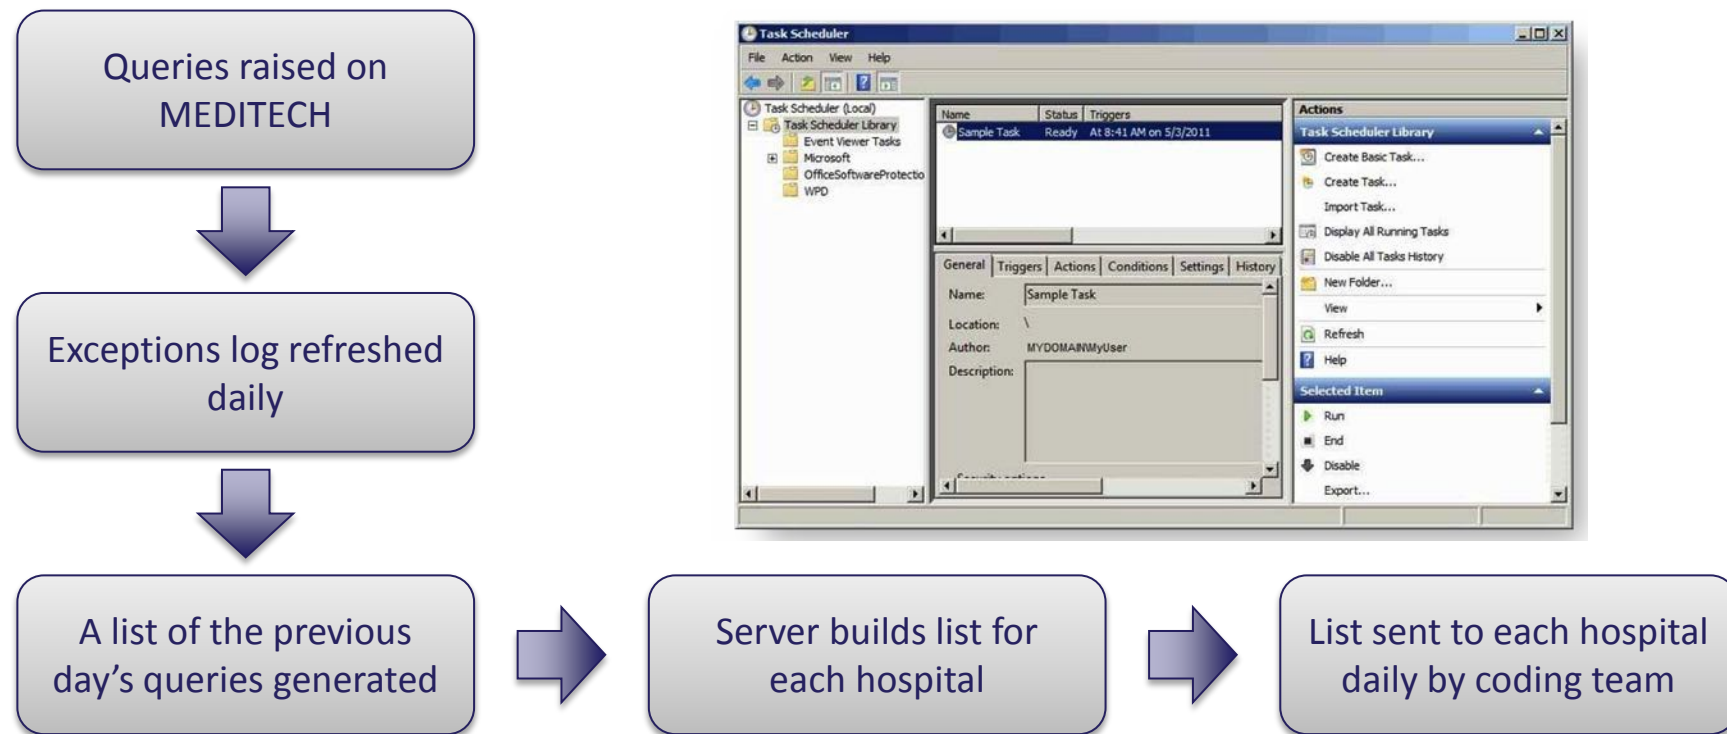 Queries raised on
MEDITECH
Exceptions log refreshed
daily
A list of the previous
day's queries generated
Server builds list for
each hospital
List sent to each hospital
daily by coding team
Task Scheduler
File Action View Help
Task Scheduler (Local)
Task Scheduler Library
Event Viewer Tasks
Microsoft
OfficeSoftwareProtectio
WPD
Name Status Triggers
Sample Task Ready At 8:41 AM on 5/3/2011
General Triggers Actions Conditions Settings History
Name: Sample Task
Location: \
Author: MYDOMAIN\MyUser
Description:
Actions
Task Scheduler Library
Create Basic Task...
Create Task...
Import Task...
Display All Running Tasks
Disable All Tasks History
New Folder...
View
Refresh
Help
Selected Item
Run
End
Disable
Export...